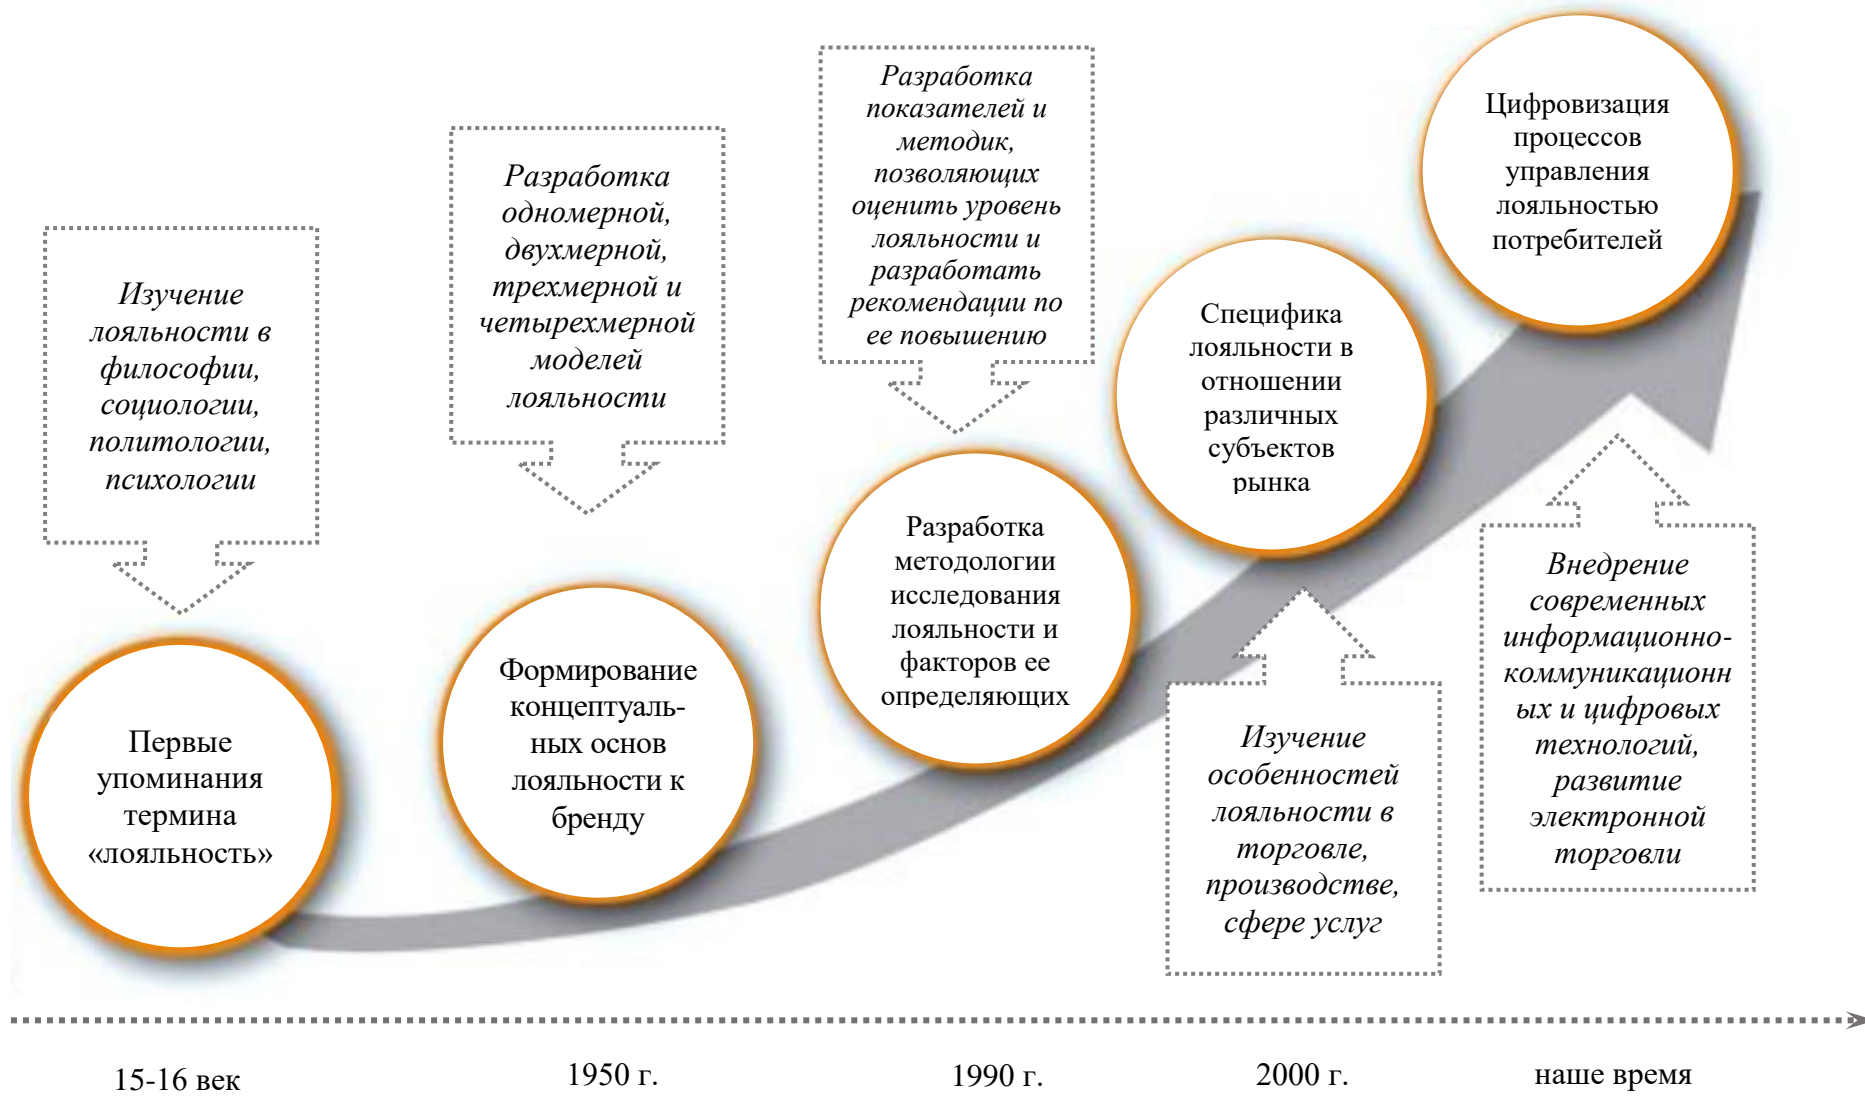 Изучение
лояльности в
философии,
социологии,
политологии,
психологии
Первые
упоминания
термина
«лояльность»
Разработка
одномерной,
двухмерной,
трехмерной и
четырехмерной
моделей
лояльности
Формирование
концептуаль-
ных основ
лояльности к
бренду
Разработка
показателей и
методик,
позволяющих
оценить уровень
лояльности и
разработать
рекомендации по
ее повышению
Разработка
методологии
исследования
лояльности и
факторов ее
определяющих
Специфика
лояльности в
отношении
различных
субъектов
рынка
Изучение
особенностей
лояльности в
торговле,
производстве,
сфере услуг
Цифровизация
процессов
управления
лояльностью
потребителей
Внедрение
современных
информационно-
коммуникационн
ых и цифровых
технологий,
развитие
электронной
торговли
15-16 век
1950 г.
1990 г.
2000 г.
наше время